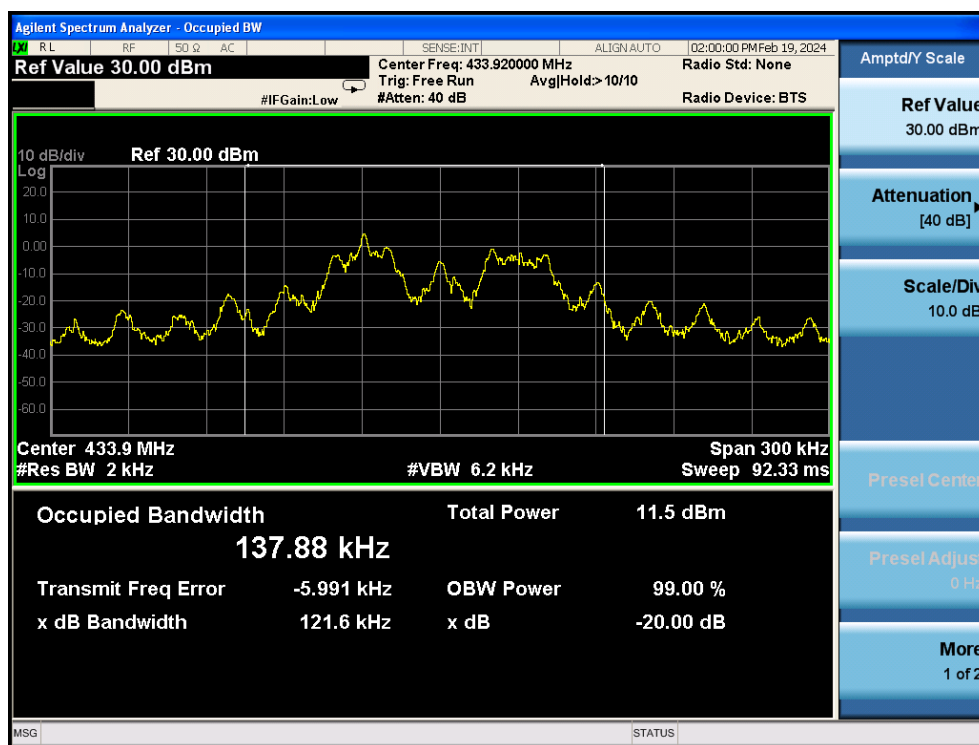 Agilent Spectrum Analyzer - Occupied BW
LXI RL RF 50 Ω AC SENSE:INT ALIGN AUTO 02:00:00 PM Feb 19, 2024
Ref Value 30.00 dBm
Center Freq: 433.920000 MHz Radio Std: None
Trig: Free Run Avg|Hold:> 10/10
#IFGain:Low #Atten: 40 dB Radio Device: BTS
10 dB/div Ref 30.00 dBm
Log
20.0
10.0
0.00
-10.0
-20.0
-30.0
-40.0
-50.0
-60.0
Center 433.9 MHz Span 300 kHz
#Res BW 2 kHz #VBW 6.2 kHz Sweep 92.33 ms
Occupied Bandwidth Total Power 11.5 dBm
137.88 kHz
Transmit Freq Error -5.991 kHz OBW Power 99.00 %
x dB Bandwidth 121.6 kHz x dB -20.00 dB
MSG STATUS
Amptd/Y Scale
Ref Value
30.00 dBm
Attenuation
[40 dB]
Scale/Div
10.0 dB
Presel Center
Presel Adjus
0 Hz
More
1 of 2